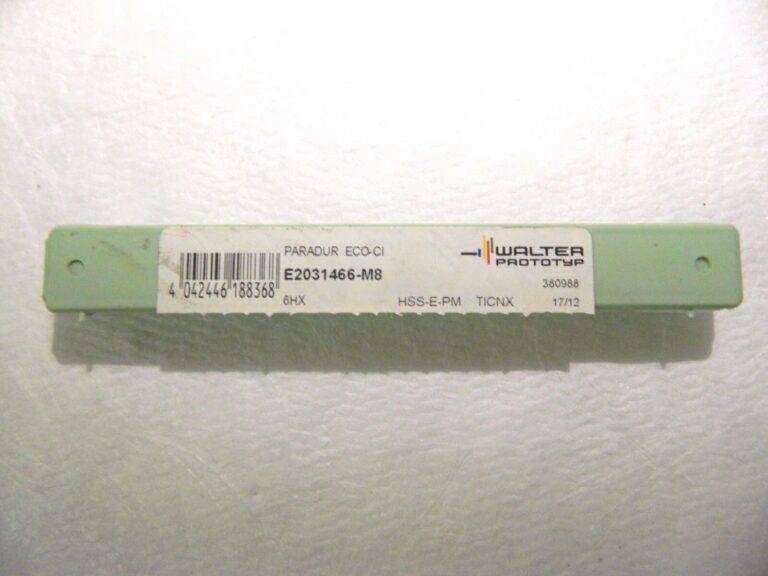 PARADUR ECO-CI
E2031466-M8
4 042446 188368
6HX HSS-E-PM TICNX
WALTER
PROTOTYP
380988
17/12